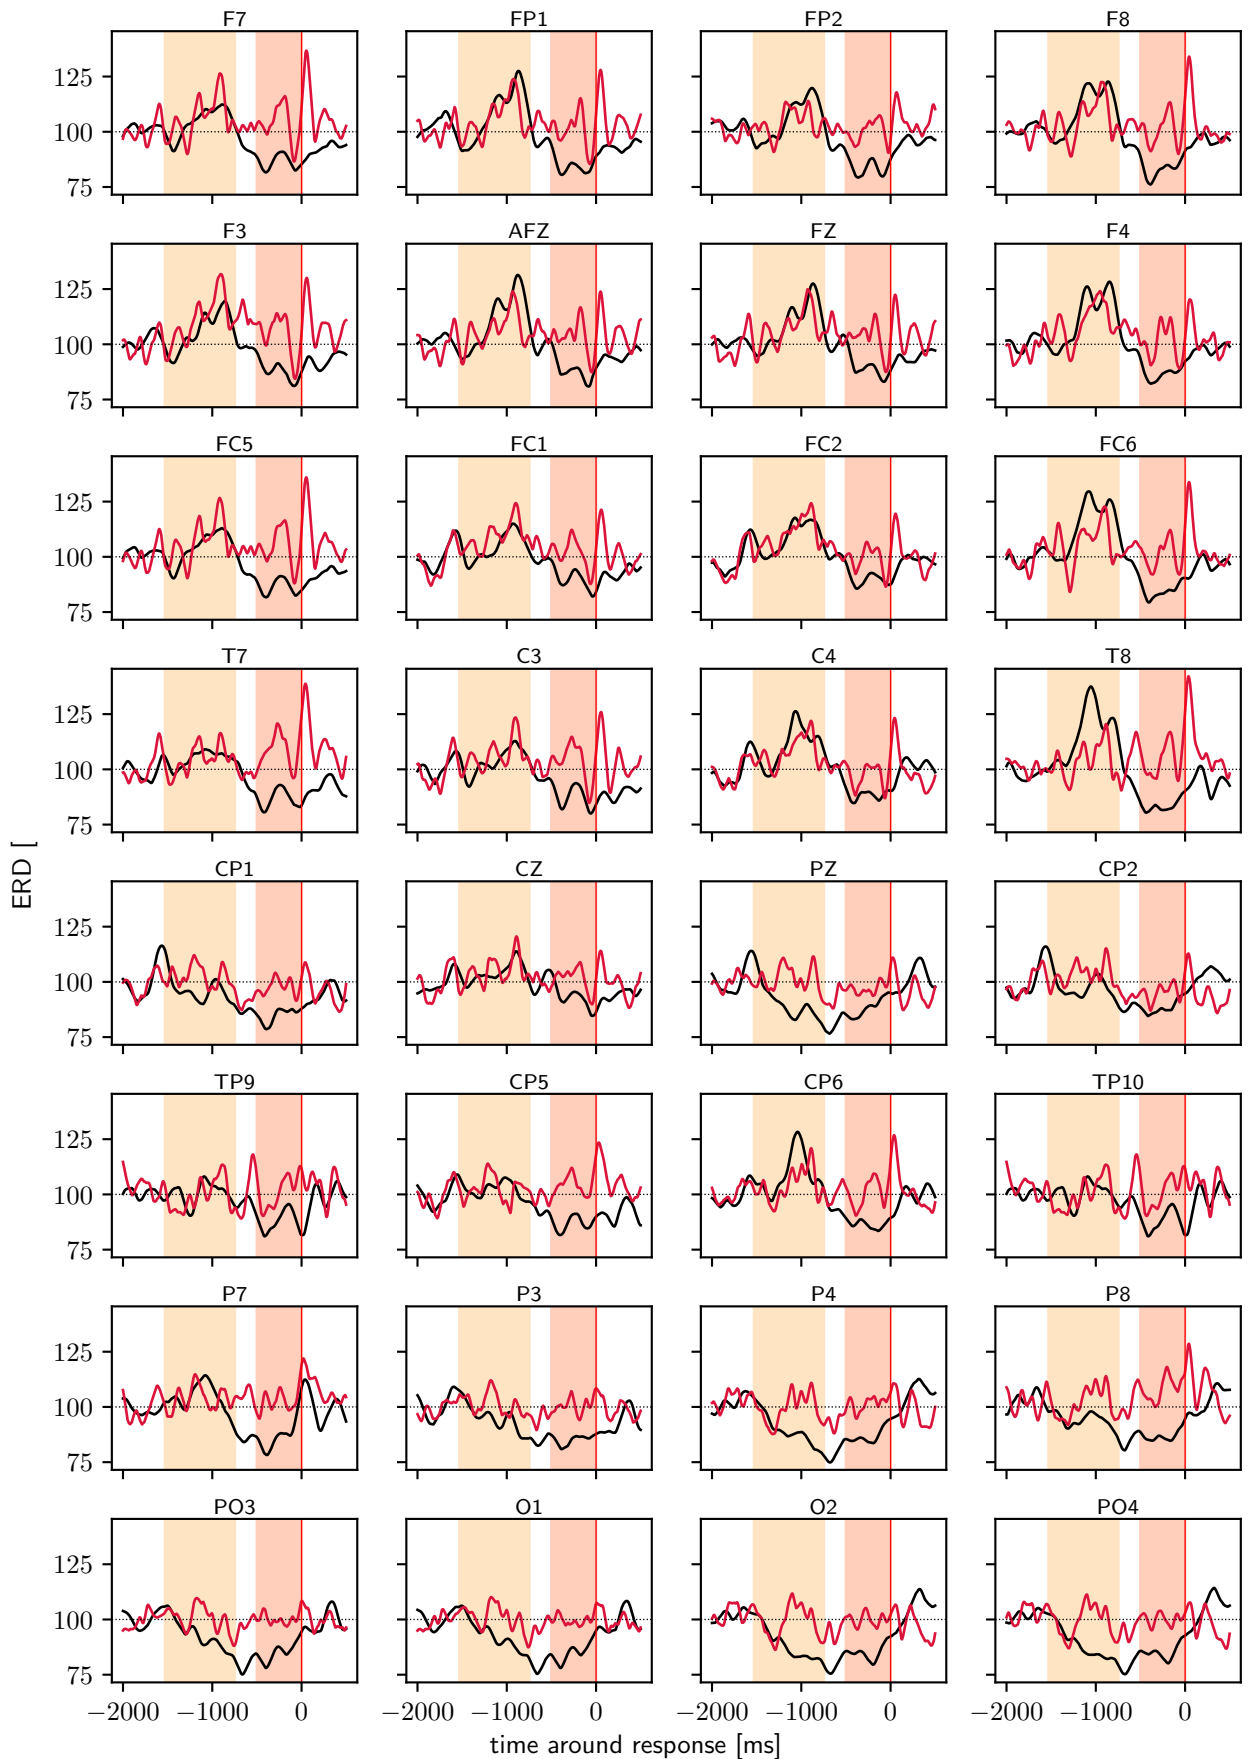 F7 FP1 FP2 F8
125
100
75
F3 AFZ FZ F4
125
100
75
FC5 FC1 FC2 FC6
125
100
75
T7 C3 C4 T8
125
100
75
ERD [
CP1 CZ PZ CP2
125
100
75
TP9 CP5 CP6 TP10
125
100
75
P7 P3 P4 P8
125
100
75
PO3 O1 O2 PO4
125
100
75
−2000 −1000 0 −2000 −1000 0 −2000 −1000 0 −2000 −1000 0
time around response [ms]